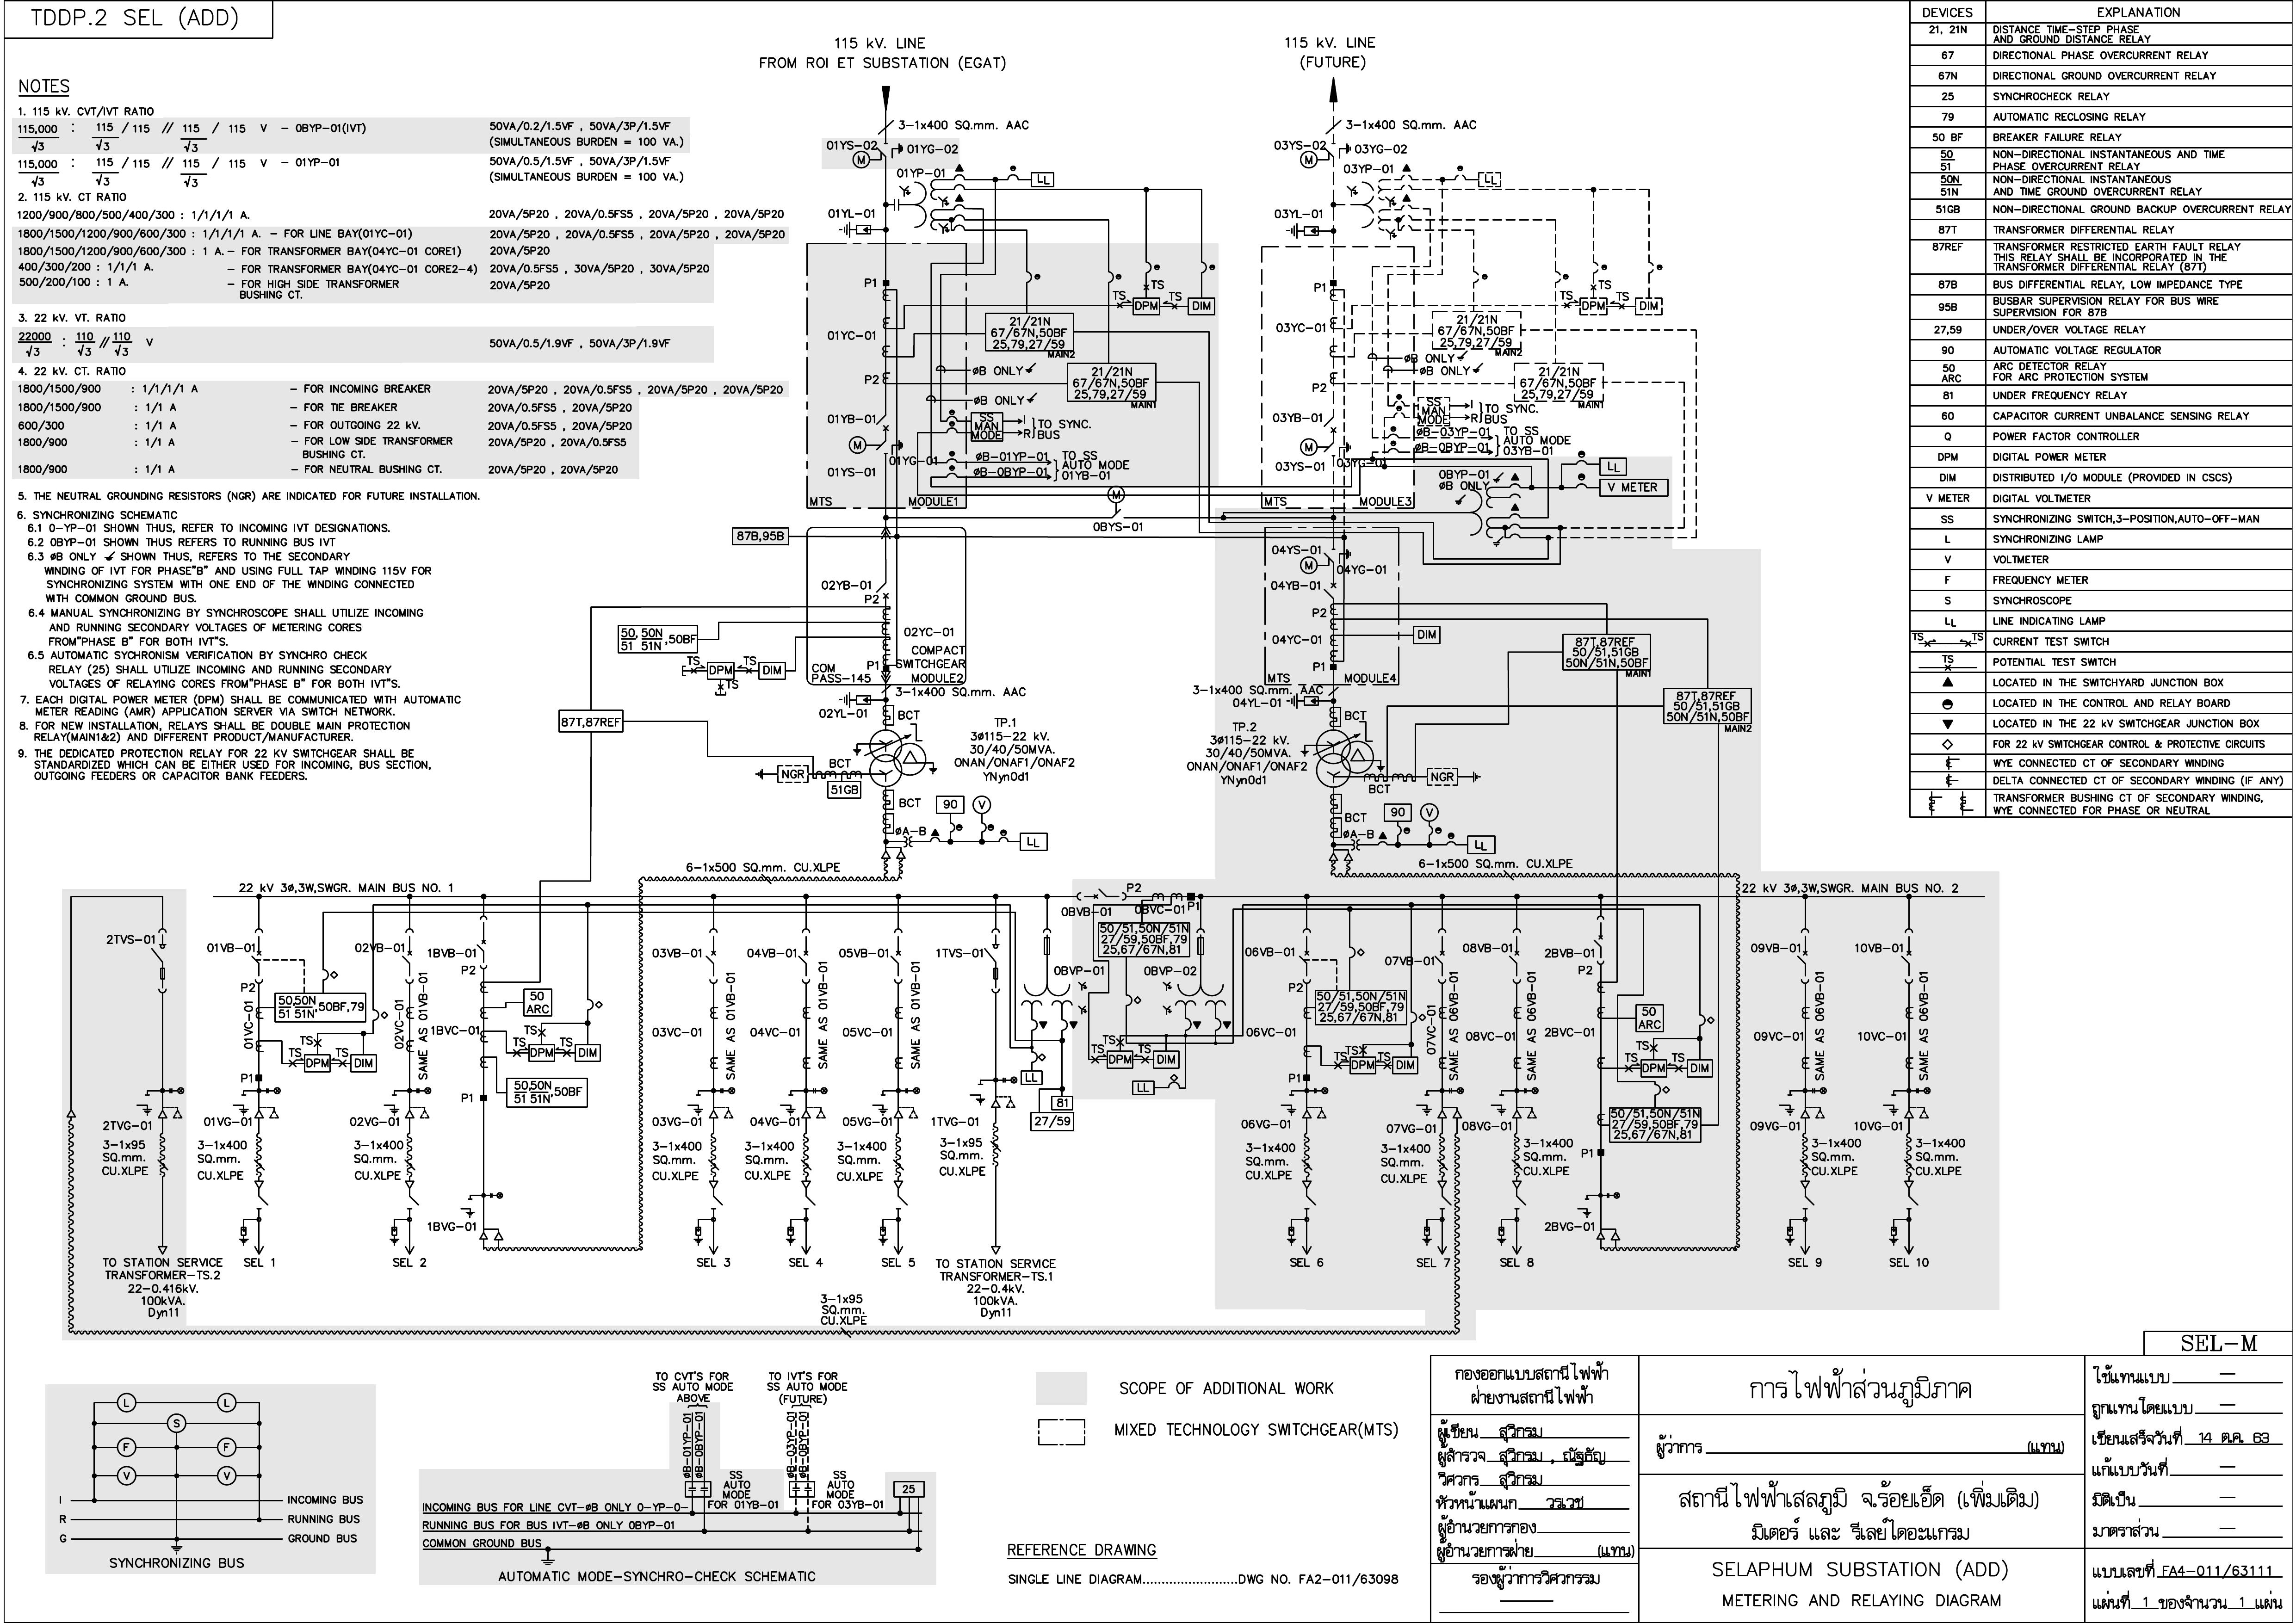 TDDP.2 SEL (ADD)
NOTES
1. 115 kV. CVT/IVT RATIO
115,000/√3 : 115/√3 / 115 // 115/√3 / 115 V – 0BYP–01(IVT) 50VA/0.2/1.5VF , 50VA/3P/1.5VF
(SIMULTANEOUS BURDEN = 100 VA.)
115,000/√3 : 115/√3 / 115 // 115/√3 / 115 V – 01YP–01 50VA/0.5/1.5VF , 50VA/3P/1.5VF
(SIMULTANEOUS BURDEN = 100 VA.)
2. 115 kV. CT RATIO
1200/900/800/500/400/300 : 1/1/1/1 A. 20VA/5P20 , 20VA/0.5FS5 , 20VA/5P20 , 20VA/5P20
1800/1500/1200/900/600/300 : 1/1/1/1 A. – FOR LINE BAY(01YC–01) 20VA/5P20 , 20VA/0.5FS5 , 20VA/5P20 , 20VA/5P20
1800/1500/1200/900/600/300 : 1 A. – FOR TRANSFORMER BAY(04YC–01 CORE1) 20VA/5P20
400/300/200 : 1/1/1 A. – FOR TRANSFORMER BAY(04YC–01 CORE2–4) 20VA/0.5FS5 , 30VA/5P20 , 30VA/5P20
500/200/100 : 1 A. – FOR HIGH SIDE TRANSFORMER 20VA/5P20
BUSHING CT.
3. 22 kV. VT. RATIO
22000/√3 : 110/√3 // 110/√3 V 50VA/0.5/1.9VF , 50VA/3P/1.9VF
4. 22 kV. CT. RATIO
1800/1500/900 : 1/1/1/1 A – FOR INCOMING BREAKER 20VA/5P20 , 20VA/0.5FS5 , 20VA/5P20 , 20VA/5P20
1800/1500/900 : 1/1 A – FOR TIE BREAKER 20VA/0.5FS5 , 20VA/5P20
600/300 : 1/1 A – FOR OUTGOING 22 kV. 20VA/0.5FS5 , 20VA/5P20
1800/900 : 1/1 A – FOR LOW SIDE TRANSFORMER 20VA/5P20 , 20VA/0.5FS5
BUSHING CT.
1800/900 : 1/1 A – FOR NEUTRAL BUSHING CT. 20VA/5P20 , 20VA/5P20
5. THE NEUTRAL GROUNDING RESISTORS (NGR) ARE INDICATED FOR FUTURE INSTALLATION.
6. SYNCHRONIZING SCHEMATIC
6.1 0–YP–01 SHOWN THUS, REFER TO INCOMING IVT DESIGNATIONS.
6.2 0BYP–01 SHOWN THUS REFERS TO RUNNING BUS IVT
6.3 øB ONLY SHOWN THUS, REFERS TO THE SECONDARY
WINDING OF IVT FOR PHASE"B" AND USING FULL TAP WINDING 115V FOR
SYNCHRONIZING SYSTEM WITH ONE END OF THE WINDING CONNECTED
WITH COMMON GROUND BUS.
6.4 MANUAL SYNCHRONIZING BY SYNCHROSCOPE SHALL UTILIZE INCOMING
AND RUNNING SECONDARY VOLTAGES OF METERING CORES
FROM"PHASE B" FOR BOTH IVT"S.
6.5 AUTOMATIC SYCHRONISM VERIFICATION BY SYNCHRO CHECK
RELAY (25) SHALL UTILIZE INCOMING AND RUNNING SECONDARY
VOLTAGES OF RELAYING CORES FROM"PHASE B" FOR BOTH IVT"S.
7. EACH DIGITAL POWER METER (DPM) SHALL BE COMMUNICATED WITH AUTOMATIC
METER READING (AMR) APPLICATION SERVER VIA SWITCH NETWORK.
8. FOR NEW INSTALLATION, RELAYS SHALL BE DOUBLE MAIN PROTECTION
RELAY(MAIN1&2) AND DIFFERENT PRODUCT/MANUFACTURER.
9. THE DEDICATED PROTECTION RELAY FOR 22 KV SWITCHGEAR SHALL BE
STANDARDIZED WHICH CAN BE EITHER USED FOR INCOMING, BUS SECTION,
OUTGOING FEEDERS OR CAPACITOR BANK FEEDERS.
115 kV. LINE
FROM ROI ET SUBSTATION (EGAT)
3–1x400 SQ.mm. AAC
01YS–02
01YG–02
M
01YP–01
LL
01YL–01
P1
TS
TS
DPM
DIM
01YC–01
21/21N
67/67N,50BF
25,79,27/59
MAIN2
P2
øB ONLY
21/21N
67/67N,50BF
25,79,27/59
MAIN1
øB ONLY
01YB–01
SS
MAN
MODE
I
R
TO SYNC.
BUS
M
01YG–01
01YS–01
øB–01YP–01
øB–0BYP–01
TO SS
AUTO MODE
01YB–01
MTS
MODULE1
M
0BYS–01
115 kV. LINE
(FUTURE)
3–1x400 SQ.mm. AAC
03YS–02
03YG–02
M
03YP–01
LL
03YL–01
P1
TS
TS
DPM
DIM
03YC–01
21/21N
67/67N,50BF
25,79,27/59
MAIN2
øB ONLY
øB ONLY
P2
21/21N
67/67N,50BF
25,79,27/59
MAIN1
03YB–01
SS
MAN
MODE
I
R
TO SYNC.
BUS
øB–03YP–01
øB–0BYP–01
TO SS
AUTO MODE
03YB–01
M
03YS–01
03YG–01
MTS
MODULE3
0BYP–01
øB ONLY
LL
V METER
87B,95B
02YB–01
P2
50,50N
51 51N
,50BF
02YC–01
COMPACT
SWITCHGEAR
TS
TS
DPM
DIM
TS
P1
COM
PASS–145
MODULE2
3–1x400 SQ.mm. AAC
02YL–01
BCT
87T,87REF
TP.1
3ø115–22 kV.
30/40/50MVA.
ONAN/ONAF1/ONAF2
YNyn0d1
NGR
BCT
51GB
BCT
90
V
øA–B
LL
6–1x500 SQ.mm. CU.XLPE
04YS–01
M
04YG–01
04YB–01
P2
04YC–01
DIM
P1
MTS
MODULE4
87T,87REF
50/51,51GB
50N/51N,50BF
MAIN1
87T,87REF
50/51,51GB
50N/51N,50BF
MAIN2
3–1x400 SQ.mm. AAC
04YL–01
BCT
TP.2
3ø115–22 kV.
30/40/50MVA.
ONAN/ONAF1/ONAF2
YNyn0d1
NGR
BCT
BCT
90
V
øA–B
LL
6–1x500 SQ.mm. CU.XLPE
22 kV 3ø,3W,SWGR. MAIN BUS NO. 1
22 kV 3ø,3W,SWGR. MAIN BUS NO. 2
2TVS–01
2TVG–01
3–1x95
SQ.mm.
CU.XLPE
TO STATION SERVICE
TRANSFORMER–TS.2
22–0.416kV.
100kVA.
Dyn11
01VB–01
P2
50,50N
51 51N
,50BF,79
01VC–01
TS
TS
DPM
DIM
P1
01VG–01
3–1x400
SQ.mm.
CU.XLPE
SEL 1
02VB–01
02VC–01
SAME AS 01VB–01
02VG–01
3–1x400
SQ.mm.
CU.XLPE
SEL 2
1BVB–01
P2
50
ARC
1BVC–01
TS
TS
DPM
DIM
50,50N
51 51N
,50BF
P1
1BVG–01
03VB–01
03VC–01
SAME AS 01VB–01
03VG–01
3–1x400
SQ.mm.
CU.XLPE
SEL 3
04VB–01
04VC–01
SAME AS 01VB–01
04VG–01
3–1x400
SQ.mm.
CU.XLPE
SEL 4
05VB–01
05VC–01
SAME AS 01VB–01
05VG–01
3–1x400
SQ.mm.
CU.XLPE
SEL 5
1TVS–01
1TVG–01
3–1x95
SQ.mm.
CU.XLPE
TO STATION SERVICE
TRANSFORMER–TS.1
22–0.4kV.
100kVA.
Dyn11
3–1x95
SQ.mm.
CU.XLPE
0BVP–01
LL
81
27/59
0BVB–01
P2
0BVC–01
P1
50/51,50N/51N
27/59,50BF,79
25,67/67N,81
0BVP–02
TS
TS
DPM
DIM
LL
06VB–01
P2
50/51,50N/51N
27/59,50BF,79
25,67/67N,81
06VC–01
TS
TS
TS
DPM
DIM
P1
06VG–01
3–1x400
SQ.mm.
CU.XLPE
SEL 6
07VB–01
07VC–01
SAME AS 06VB–01
07VG–01
3–1x400
SQ.mm.
CU.XLPE
SEL 7
08VB–01
08VC–01
SAME AS 06VB–01
08VG–01
3–1x400
SQ.mm.
CU.XLPE
SEL 8
2BVB–01
P2
50
ARC
2BVC–01
TS
TS
TS
DPM
DIM
50/51,50N/51N
27/59,50BF,79
25,67/67N,81
P1
2BVG–01
09VB–01
09VC–01
SAME AS 06VB–01
09VG–01
3–1x400
SQ.mm.
CU.XLPE
SEL 9
10VB–01
10VC–01
SAME AS 06VB–01
10VG–01
3–1x400
SQ.mm.
CU.XLPE
SEL 10
DEVICES EXPLANATION
21, 21N DISTANCE TIME–STEP PHASE
AND GROUND DISTANCE RELAY
67 DIRECTIONAL PHASE OVERCURRENT RELAY
67N DIRECTIONAL GROUND OVERCURRENT RELAY
25 SYNCHROCHECK RELAY
79 AUTOMATIC RECLOSING RELAY
50 BF BREAKER FAILURE RELAY
50 NON–DIRECTIONAL INSTANTANEOUS AND TIME
51 PHASE OVERCURRENT RELAY
50N NON–DIRECTIONAL INSTANTANEOUS
51N AND TIME GROUND OVERCURRENT RELAY
51GB NON–DIRECTIONAL GROUND BACKUP OVERCURRENT RELAY
87T TRANSFORMER DIFFERENTIAL RELAY
87REF TRANSFORMER RESTRICTED EARTH FAULT RELAY
THIS RELAY SHALL BE INCORPORATED IN THE
TRANSFORMER DIFFERENTIAL RELAY (87T)
87B BUS DIFFERENTIAL RELAY, LOW IMPEDANCE TYPE
95B BUSBAR SUPERVISION RELAY FOR BUS WIRE
SUPERVISION FOR 87B
27,59 UNDER/OVER VOLTAGE RELAY
90 AUTOMATIC VOLTAGE REGULATOR
50 ARC DETECTOR RELAY
ARC FOR ARC PROTECTION SYSTEM
81 UNDER FREQUENCY RELAY
60 CAPACITOR CURRENT UNBALANCE SENSING RELAY
Q POWER FACTOR CONTROLLER
DPM DIGITAL POWER METER
DIM DISTRIBUTED I/O MODULE (PROVIDED IN CSCS)
V METER DIGITAL VOLTMETER
SS SYNCHRONIZING SWITCH,3–POSITION,AUTO–OFF–MAN
L SYNCHRONIZING LAMP
V VOLTMETER
F FREQUENCY METER
S SYNCHROSCOPE
LL LINE INDICATING LAMP
TS TS CURRENT TEST SWITCH
TS POTENTIAL TEST SWITCH
▲ LOCATED IN THE SWITCHYARD JUNCTION BOX
LOCATED IN THE CONTROL AND RELAY BOARD
▼ LOCATED IN THE 22 kV SWITCHGEAR JUNCTION BOX
◇ FOR 22 kV SWITCHGEAR CONTROL & PROTECTIVE CIRCUITS
WYE CONNECTED CT OF SECONDARY WINDING
DELTA CONNECTED CT OF SECONDARY WINDING (IF ANY)
TRANSFORMER BUSHING CT OF SECONDARY WINDING,
WYE CONNECTED FOR PHASE OR NEUTRAL
L L
S
F F
V V
I INCOMING BUS
R RUNNING BUS
G GROUND BUS
SYNCHRONIZING BUS
TO CVT'S FOR
SS AUTO MODE
ABOVE
TO IVT'S FOR
SS AUTO MODE
(FUTURE)
øB–01YP–01
øB–0BYP–01
øB–03YP–01
øB–0BYP–01
SS
AUTO
MODE
FOR 01YB–01
SS
AUTO
MODE
FOR 03YB–01
25
INCOMING BUS FOR LINE CVT–øB ONLY 0–YP–0–
RUNNING BUS FOR BUS IVT–øB ONLY 0BYP–01
COMMON GROUND BUS
AUTOMATIC MODE–SYNCHRO–CHECK SCHEMATIC
SCOPE OF ADDITIONAL WORK
MIXED TECHNOLOGY SWITCHGEAR(MTS)
REFERENCE DRAWING
SINGLE LINE DIAGRAM........................DWG NO. FA2–011/63098
SEL–M
กองออกแบบสถานีไฟฟ้า
ฝ่ายงานสถานีไฟฟ้า
ผู้เขียน สุวิกรม
ผู้สำรวจ สุวิกรม , ณัฐธัญ
วิศวกร สุวิกรม
หัวหน้าแผนก วรเวช
ผู้อำนวยการกอง
ผู้อำนวยการฝ่าย (แทน)
รองผู้ว่าการวิศวกรรม
การไฟฟ้าส่วนภูมิภาค
ผู้ว่าการ (แทน)
สถานีไฟฟ้าเสลภูมิ จ.ร้อยเอ็ด (เพิ่มเติม)
มิเตอร์ และ รีเลย์ไดอะแกรม
SELAPHUM SUBSTATION (ADD)
METERING AND RELAYING DIAGRAM
ใช้แทนแบบ —
ถูกแทนโดยแบบ —
เขียนเสร็จวันที่ 14 ต.ค. 63
แก้แบบวันที่ —
มิติเป็น —
มาตราส่วน —
แบบเลขที่ FA4–011/63111
แผ่นที่ 1 ของจำนวน 1 แผ่น